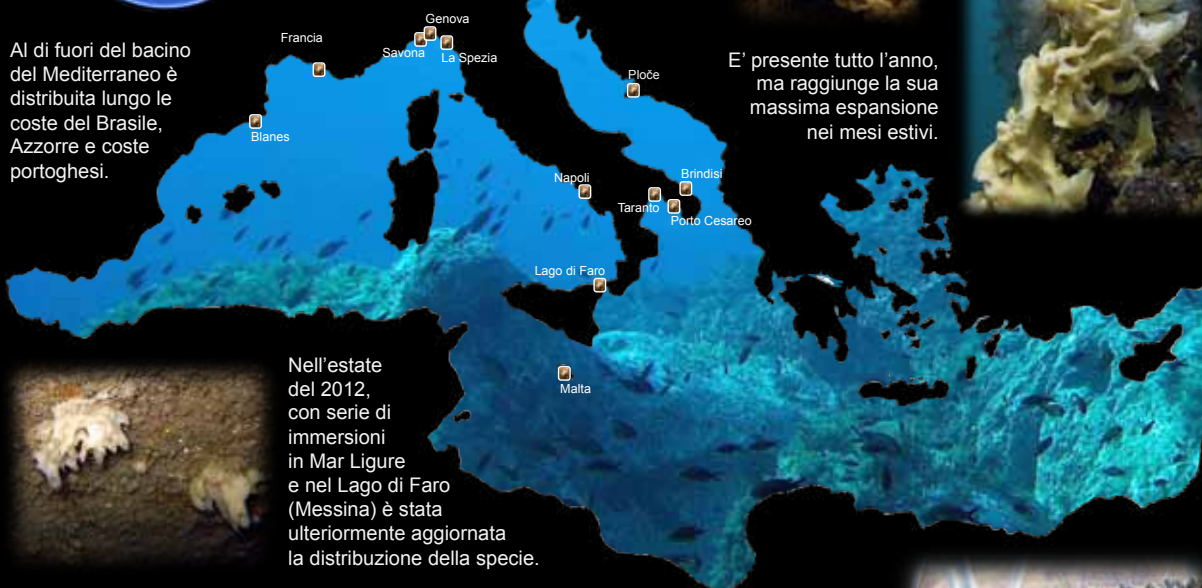 Al di fuori del bacino
del Mediterraneo è
distribuita lungo le
coste del Brasile,
Azzorre e coste
portoghesi.
Francia
Genova
Savona
La Spezia
Blanes
Ploče
E’ presente tutto l’anno,
ma raggiunge la sua
massima espansione
nei mesi estivi.
Napoli
Brindisi
Taranto
Porto Cesareo
Lago di Faro
Malta
Nell’estate
del 2012,
con serie di
immersioni
in Mar Ligure
e nel Lago di Faro
(Messina) è stata
ulteriormente aggiornata
la distribuzione della specie.